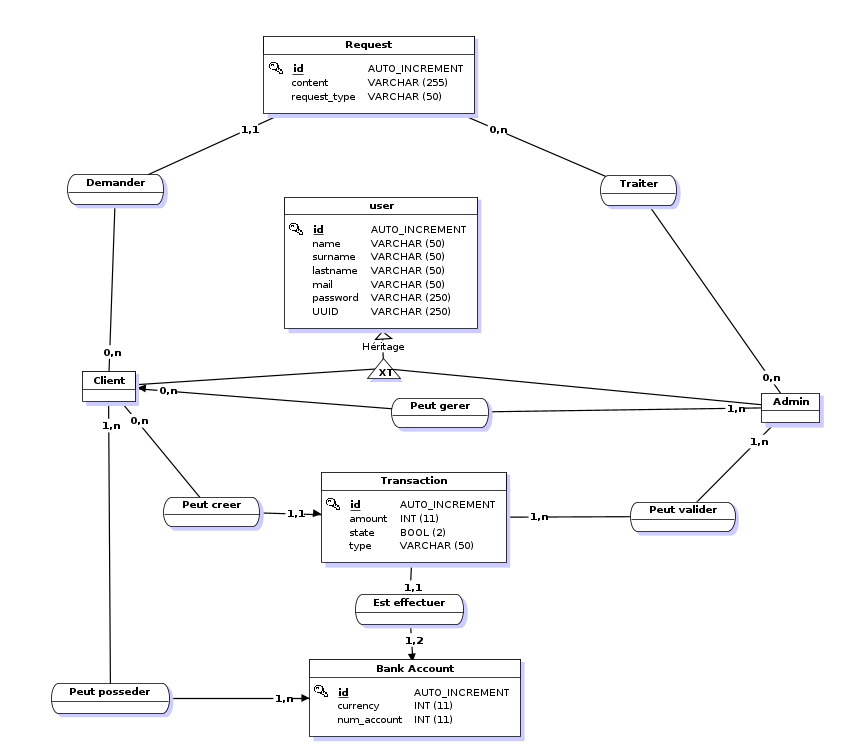 Request
id AUTO_INCREMENT
content VARCHAR (255)
request_type VARCHAR (50)
1,1
0,n
Demander
Traiter
user
id AUTO_INCREMENT
name VARCHAR (50)
surname VARCHAR (50)
lastname VARCHAR (50)
mail VARCHAR (50)
password VARCHAR (250)
UUID VARCHAR (250)
Héritage
XT
0,n
0,n
Client
Admin
0,n
Peut gerer
1,n
1,n
0,n
1,n
Transaction
id AUTO_INCREMENT
amount INT (11)
state BOOL (2)
type VARCHAR (50)
Peut creer
1,1
1,n
Peut valider
1,1
Est effectuer
1,2
Bank Account
id AUTO_INCREMENT
currency INT (11)
num_account INT (11)
Peut posseder
1,n